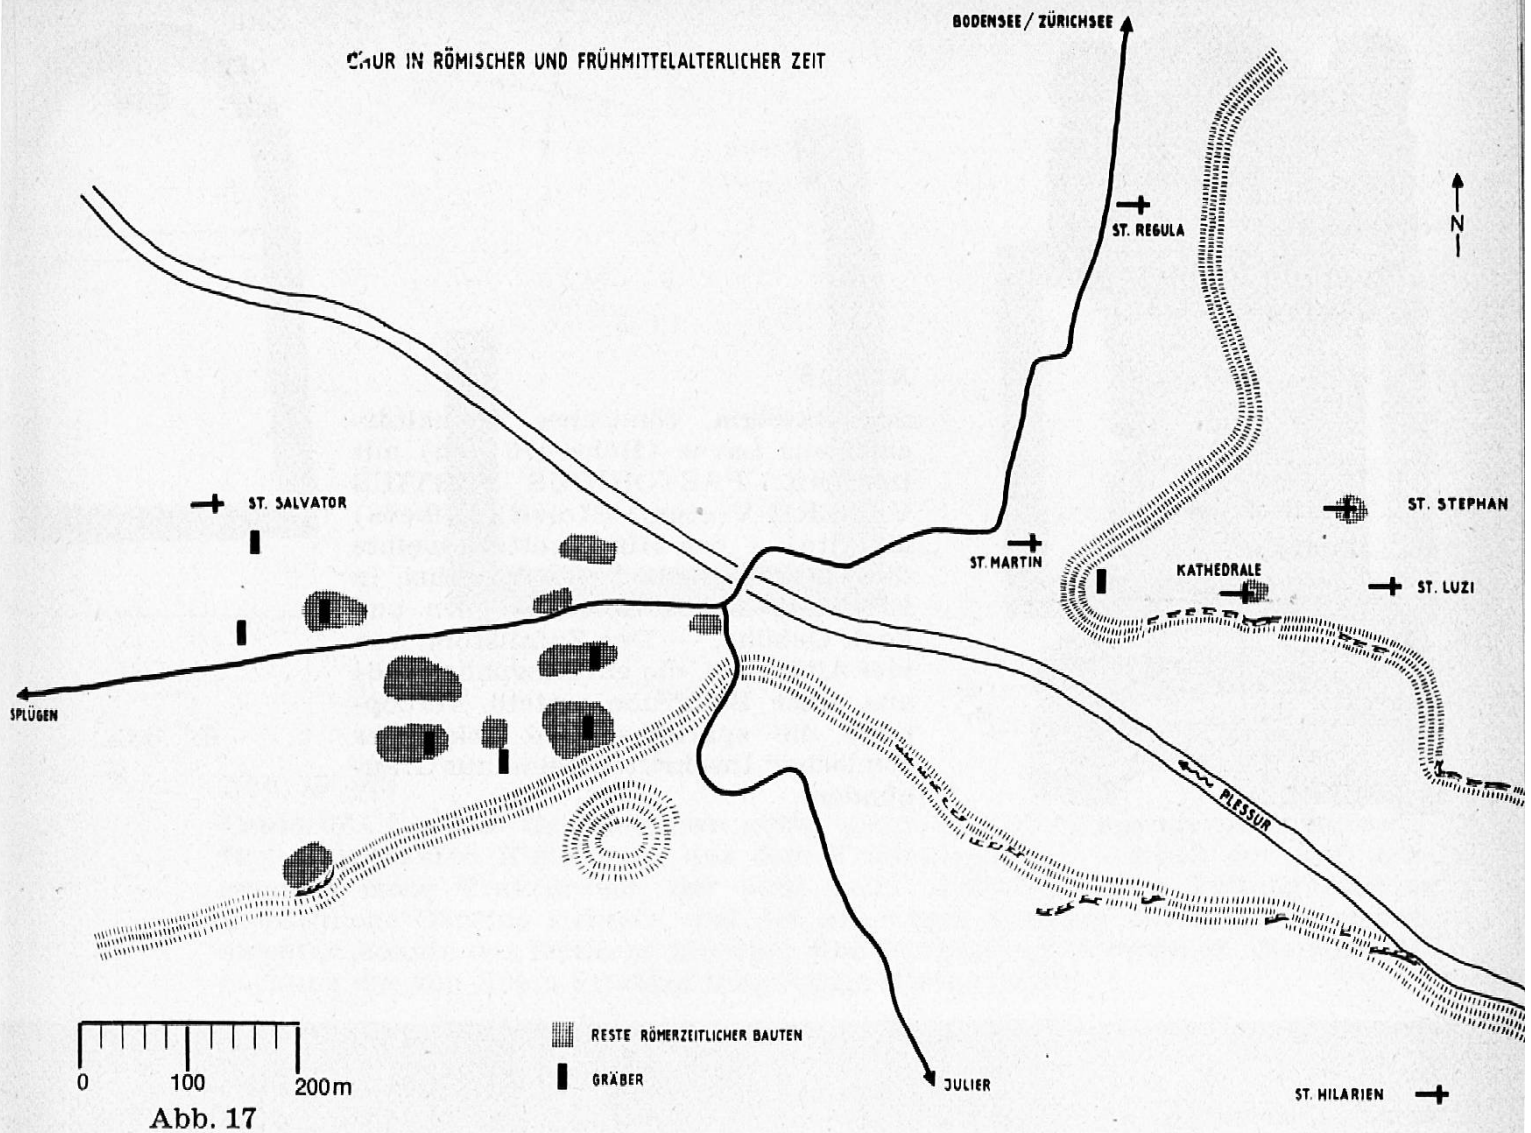 BODENSEE/ZÜRICHSEE
CHUR IN RÖMISCHER UND FRÜHMITTELALTERLICHER ZEIT
N
ST. REGULA
ST. SALVATOR
ST. STEPHAN
ST. MARTIN
KATHEDRALE
ST. LUZI
SPLÜGEN
PLESSUR
RESTE RÖMERZEITLICHER BAUTEN
GRÄBER
0 100 200m
JULIER
ST. HILARIEN
Abb. 17